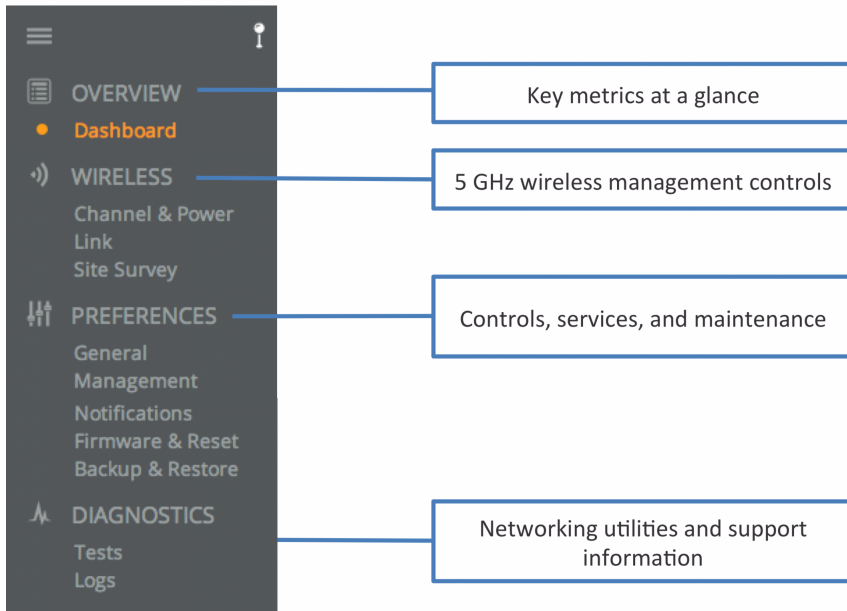 OVERVIEW
Key metrics at a glance
Dashboard
WIRELESS
5 GHz wireless management controls
Channel & Power
Link
Site Survey
PREFERENCES
Controls, services, and maintenance
General
Management
Notifications
Firmware & Reset
Backup & Restore
DIAGNOSTICS
Networking utilities and support
information
Tests
Logs